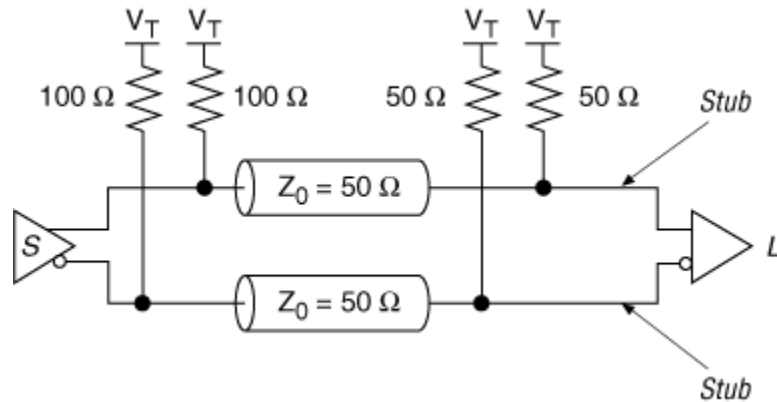 V_T V_T V_T V_T
100 Ω 100 Ω 50 Ω 50 Ω
Stub
Z_0 = 50 Ω
S L
Z_0 = 50 Ω
Stub